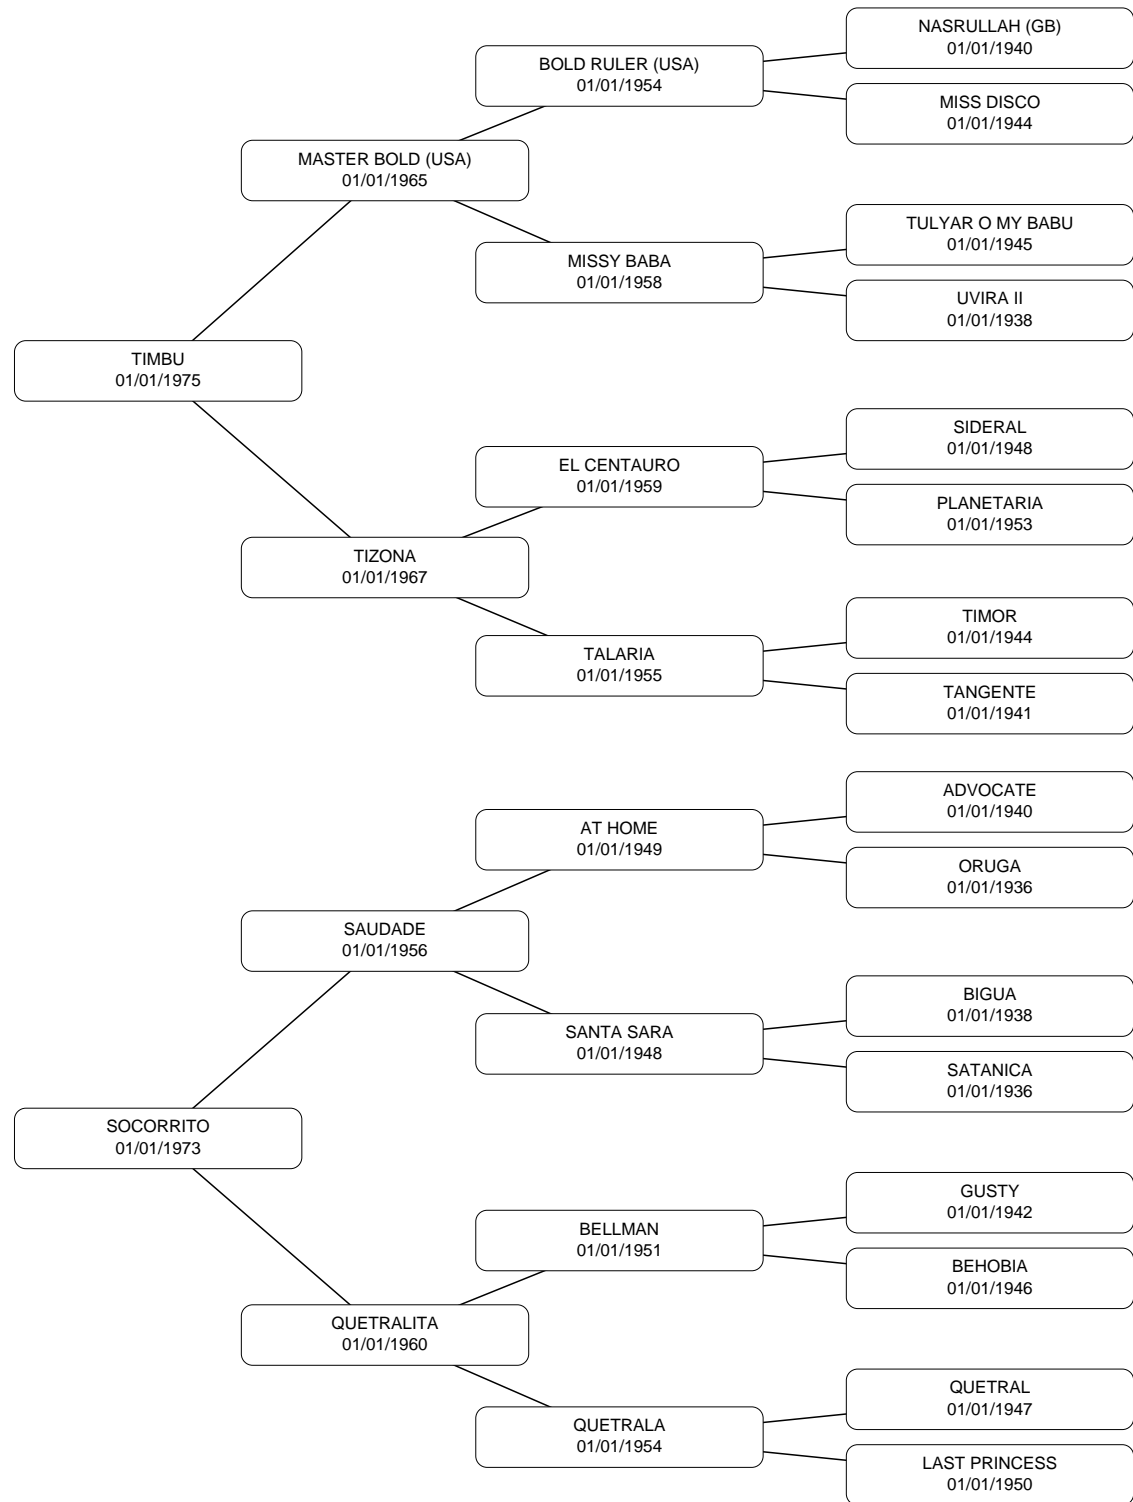 NASRULLAH (GB)
01/01/1940
BOLD RULER (USA)
01/01/1954
MISS DISCO
01/01/1944
MASTER BOLD (USA)
01/01/1965
TULYAR O MY BABU
01/01/1945
MISSY BABA
01/01/1958
UVIRA II
01/01/1938
TIMBU
01/01/1975
SIDERAL
01/01/1948
EL CENTAURO
01/01/1959
PLANETARIA
01/01/1953
TIZONA
01/01/1967
TIMOR
01/01/1944
TALARIA
01/01/1955
TANGENTE
01/01/1941
ADVOCATE
01/01/1940
AT HOME
01/01/1949
ORUGA
01/01/1936
SAUDADE
01/01/1956
BIGUA
01/01/1938
SANTA SARA
01/01/1948
SATANICA
01/01/1936
SOCORRITO
01/01/1973
GUSTY
01/01/1942
BELLMAN
01/01/1951
BEHOBIA
01/01/1946
QUETRALITA
01/01/1960
QUETRAL
01/01/1947
QUETRALA
01/01/1954
LAST PRINCESS
01/01/1950